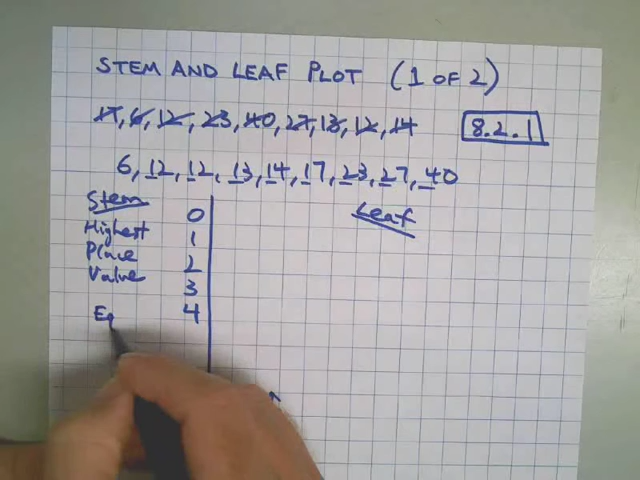 STEM AND LEAF PLOT (1 OF 2)
17, 6, 12, 23, 40, 27, 13, 12, 14
8.2.1
6, 12, 12, 13, 14, 17, 23, 27, 40
Stem
Leaf
0
Highest
1
Place
2
Value
3
4
Eq